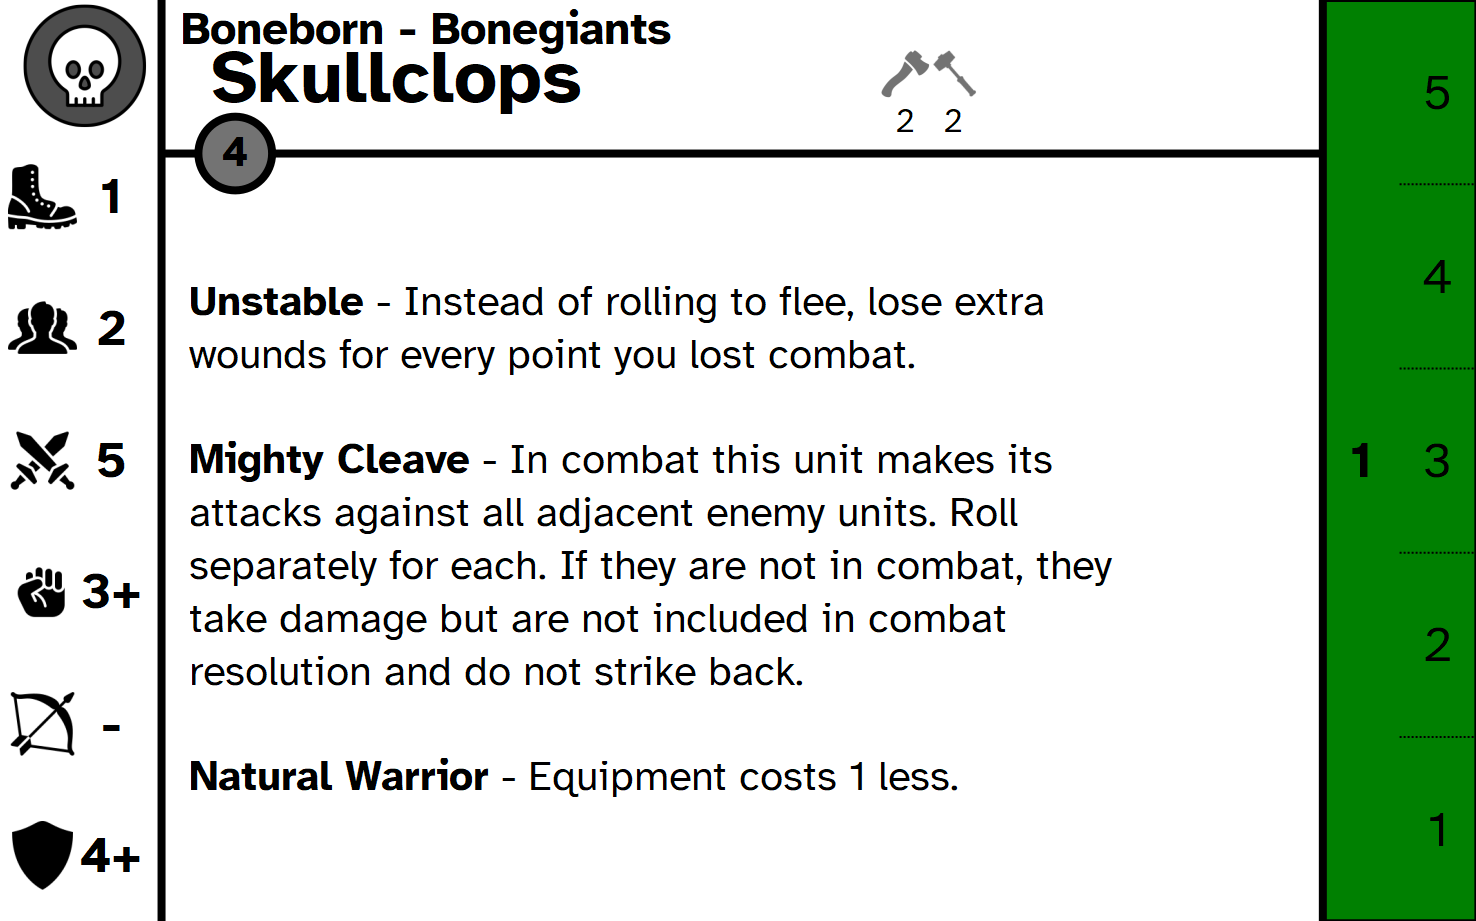 Boneborn - Bonegiants
Skullclops
2 2
4
1
2
5
3+
-
4+
Unstable - Instead of rolling to flee, lose extra
wounds for every point you lost combat.
Mighty Cleave - In combat this unit makes its
attacks against all adjacent enemy units. Roll
separately for each. If they are not in combat, they
take damage but are not included in combat
resolution and do not strike back.
Natural Warrior - Equipment costs 1 less.
5
4
1 3
2
1